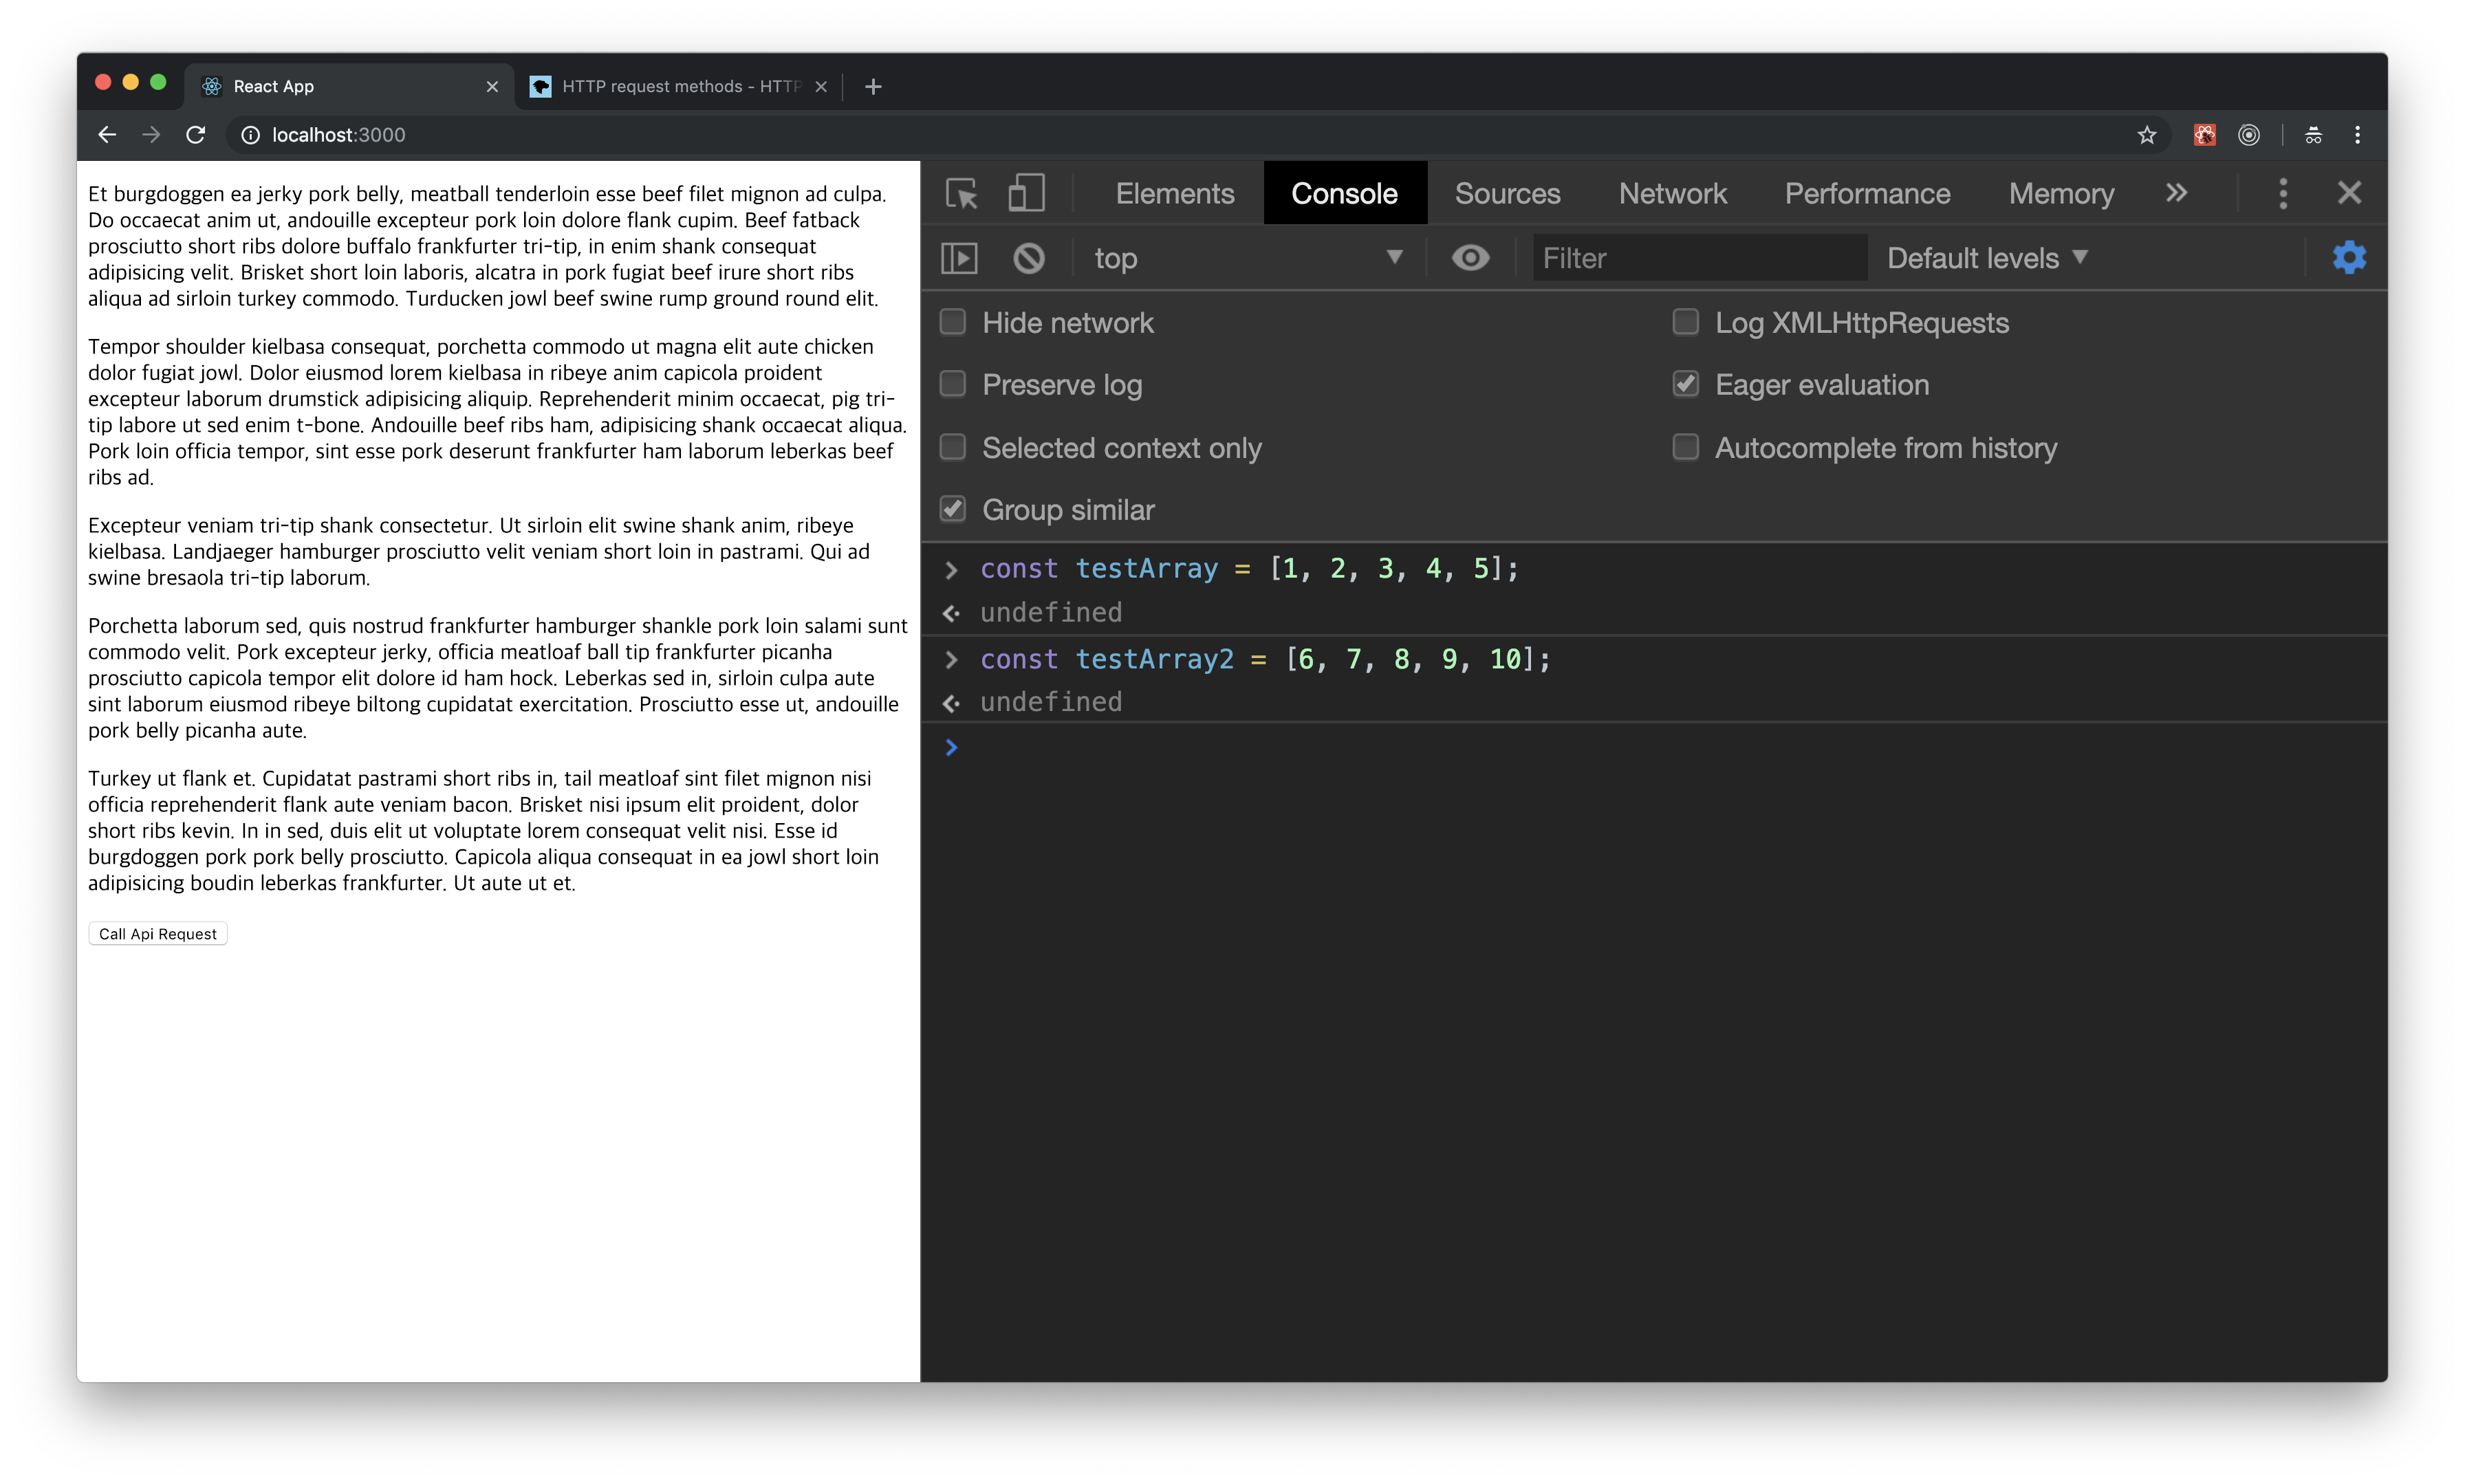 React App
HTTP request methods - HTTP
localhost:3000
Et burgdoggen ea jerky pork belly, meatball tenderloin esse beef filet mignon ad culpa.
Do occaecat anim ut, andouille excepteur pork loin dolore flank cupim. Beef fatback
prosciutto short ribs dolore buffalo frankfurter tri-tip, in enim shank consequat
adipisicing velit. Brisket short loin laboris, alcatra in pork fugiat beef irure short ribs
aliqua ad sirloin turkey commodo. Turducken jowl beef swine rump ground round elit.
Tempor shoulder kielbasa consequat, porchetta commodo ut magna elit aute chicken
dolor fugiat jowl. Dolor eiusmod lorem kielbasa in ribeye anim capicola proident
excepteur laborum drumstick adipisicing aliquip. Reprehenderit minim occaecat, pig tri-
tip labore ut sed enim t-bone. Andouille beef ribs ham, adipisicing shank occaecat aliqua.
Pork loin officia tempor, sint esse pork deserunt frankfurter ham laborum leberkas beef
ribs ad.
Excepteur veniam tri-tip shank consectetur. Ut sirloin elit swine shank anim, ribeye
kielbasa. Landjaeger hamburger prosciutto velit veniam short loin in pastrami. Qui ad
swine bresaola tri-tip laborum.
Porchetta laborum sed, quis nostrud frankfurter hamburger shankle pork loin salami sunt
commodo velit. Pork excepteur jerky, officia meatloaf ball tip frankfurter picanha
prosciutto capicola tempor elit dolore id ham hock. Leberkas sed in, sirloin culpa aute
sint laborum eiusmod ribeye biltong cupidatat exercitation. Prosciutto esse ut, andouille
pork belly picanha aute.
Turkey ut flank et. Cupidatat pastrami short ribs in, tail meatloaf sint filet mignon nisi
officia reprehenderit flank aute veniam bacon. Brisket nisi ipsum elit proident, dolor
short ribs kevin. In in sed, duis elit ut voluptate lorem consequat velit nisi. Esse id
burgdoggen pork pork belly prosciutto. Capicola aliqua consequat in ea jowl short loin
adipisicing boudin leberkas frankfurter. Ut aute ut et.
Call Api Request
Elements Console Sources Network Performance Memory
top Filter Default levels
Hide network Log XMLHttpRequests
Preserve log Eager evaluation
Selected context only Autocomplete from history
Group similar
const testArray = [1, 2, 3, 4, 5];
undefined
const testArray2 = [6, 7, 8, 9, 10];
undefined